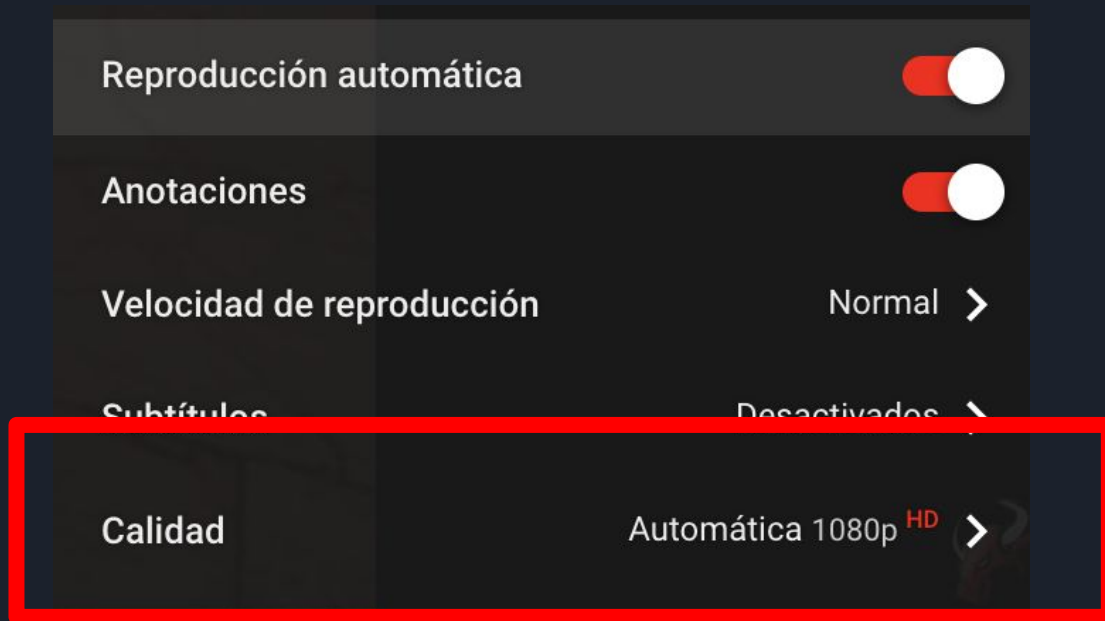 Reproducción automática
Anotaciones
Velocidad de reproducción Normal
Subtítulos Desactivados
Calidad Automática 1080p HD